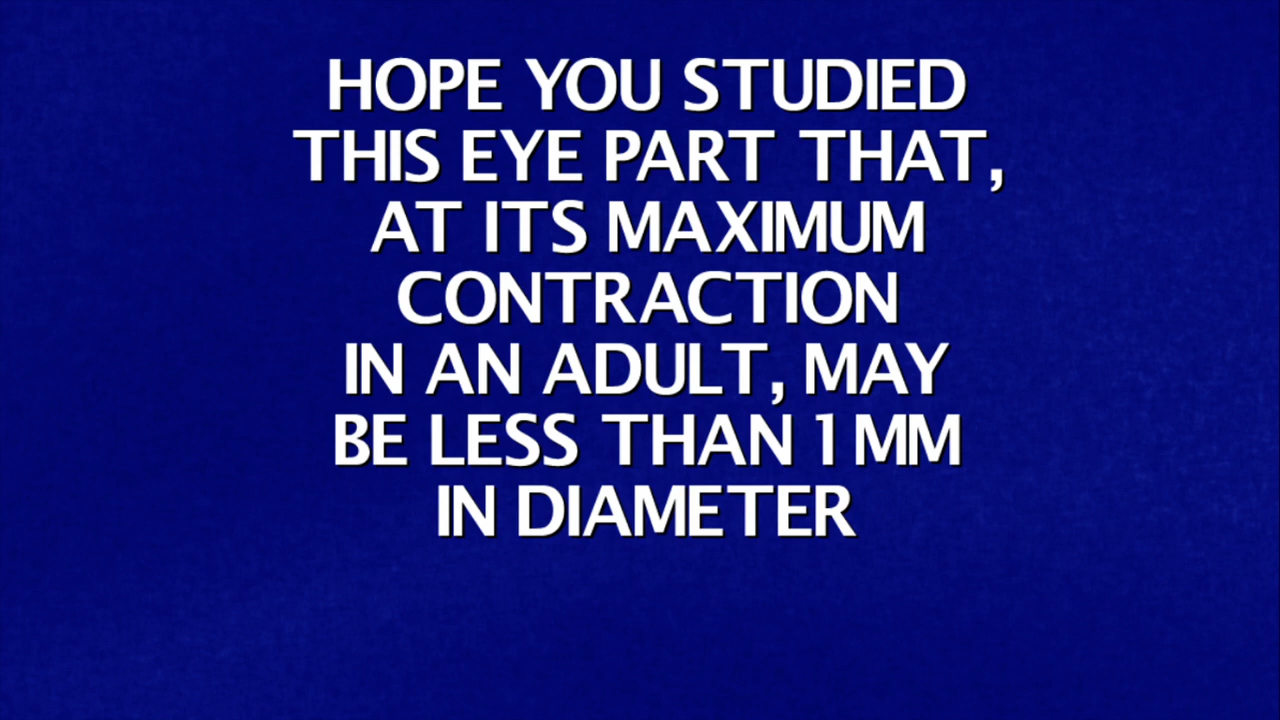 HOPE YOU STUDIED
THIS EYE PART THAT,
AT ITS MAXIMUM
CONTRACTION
IN AN ADULT, MAY
BE LESS THAN 1 MM
IN DIAMETER